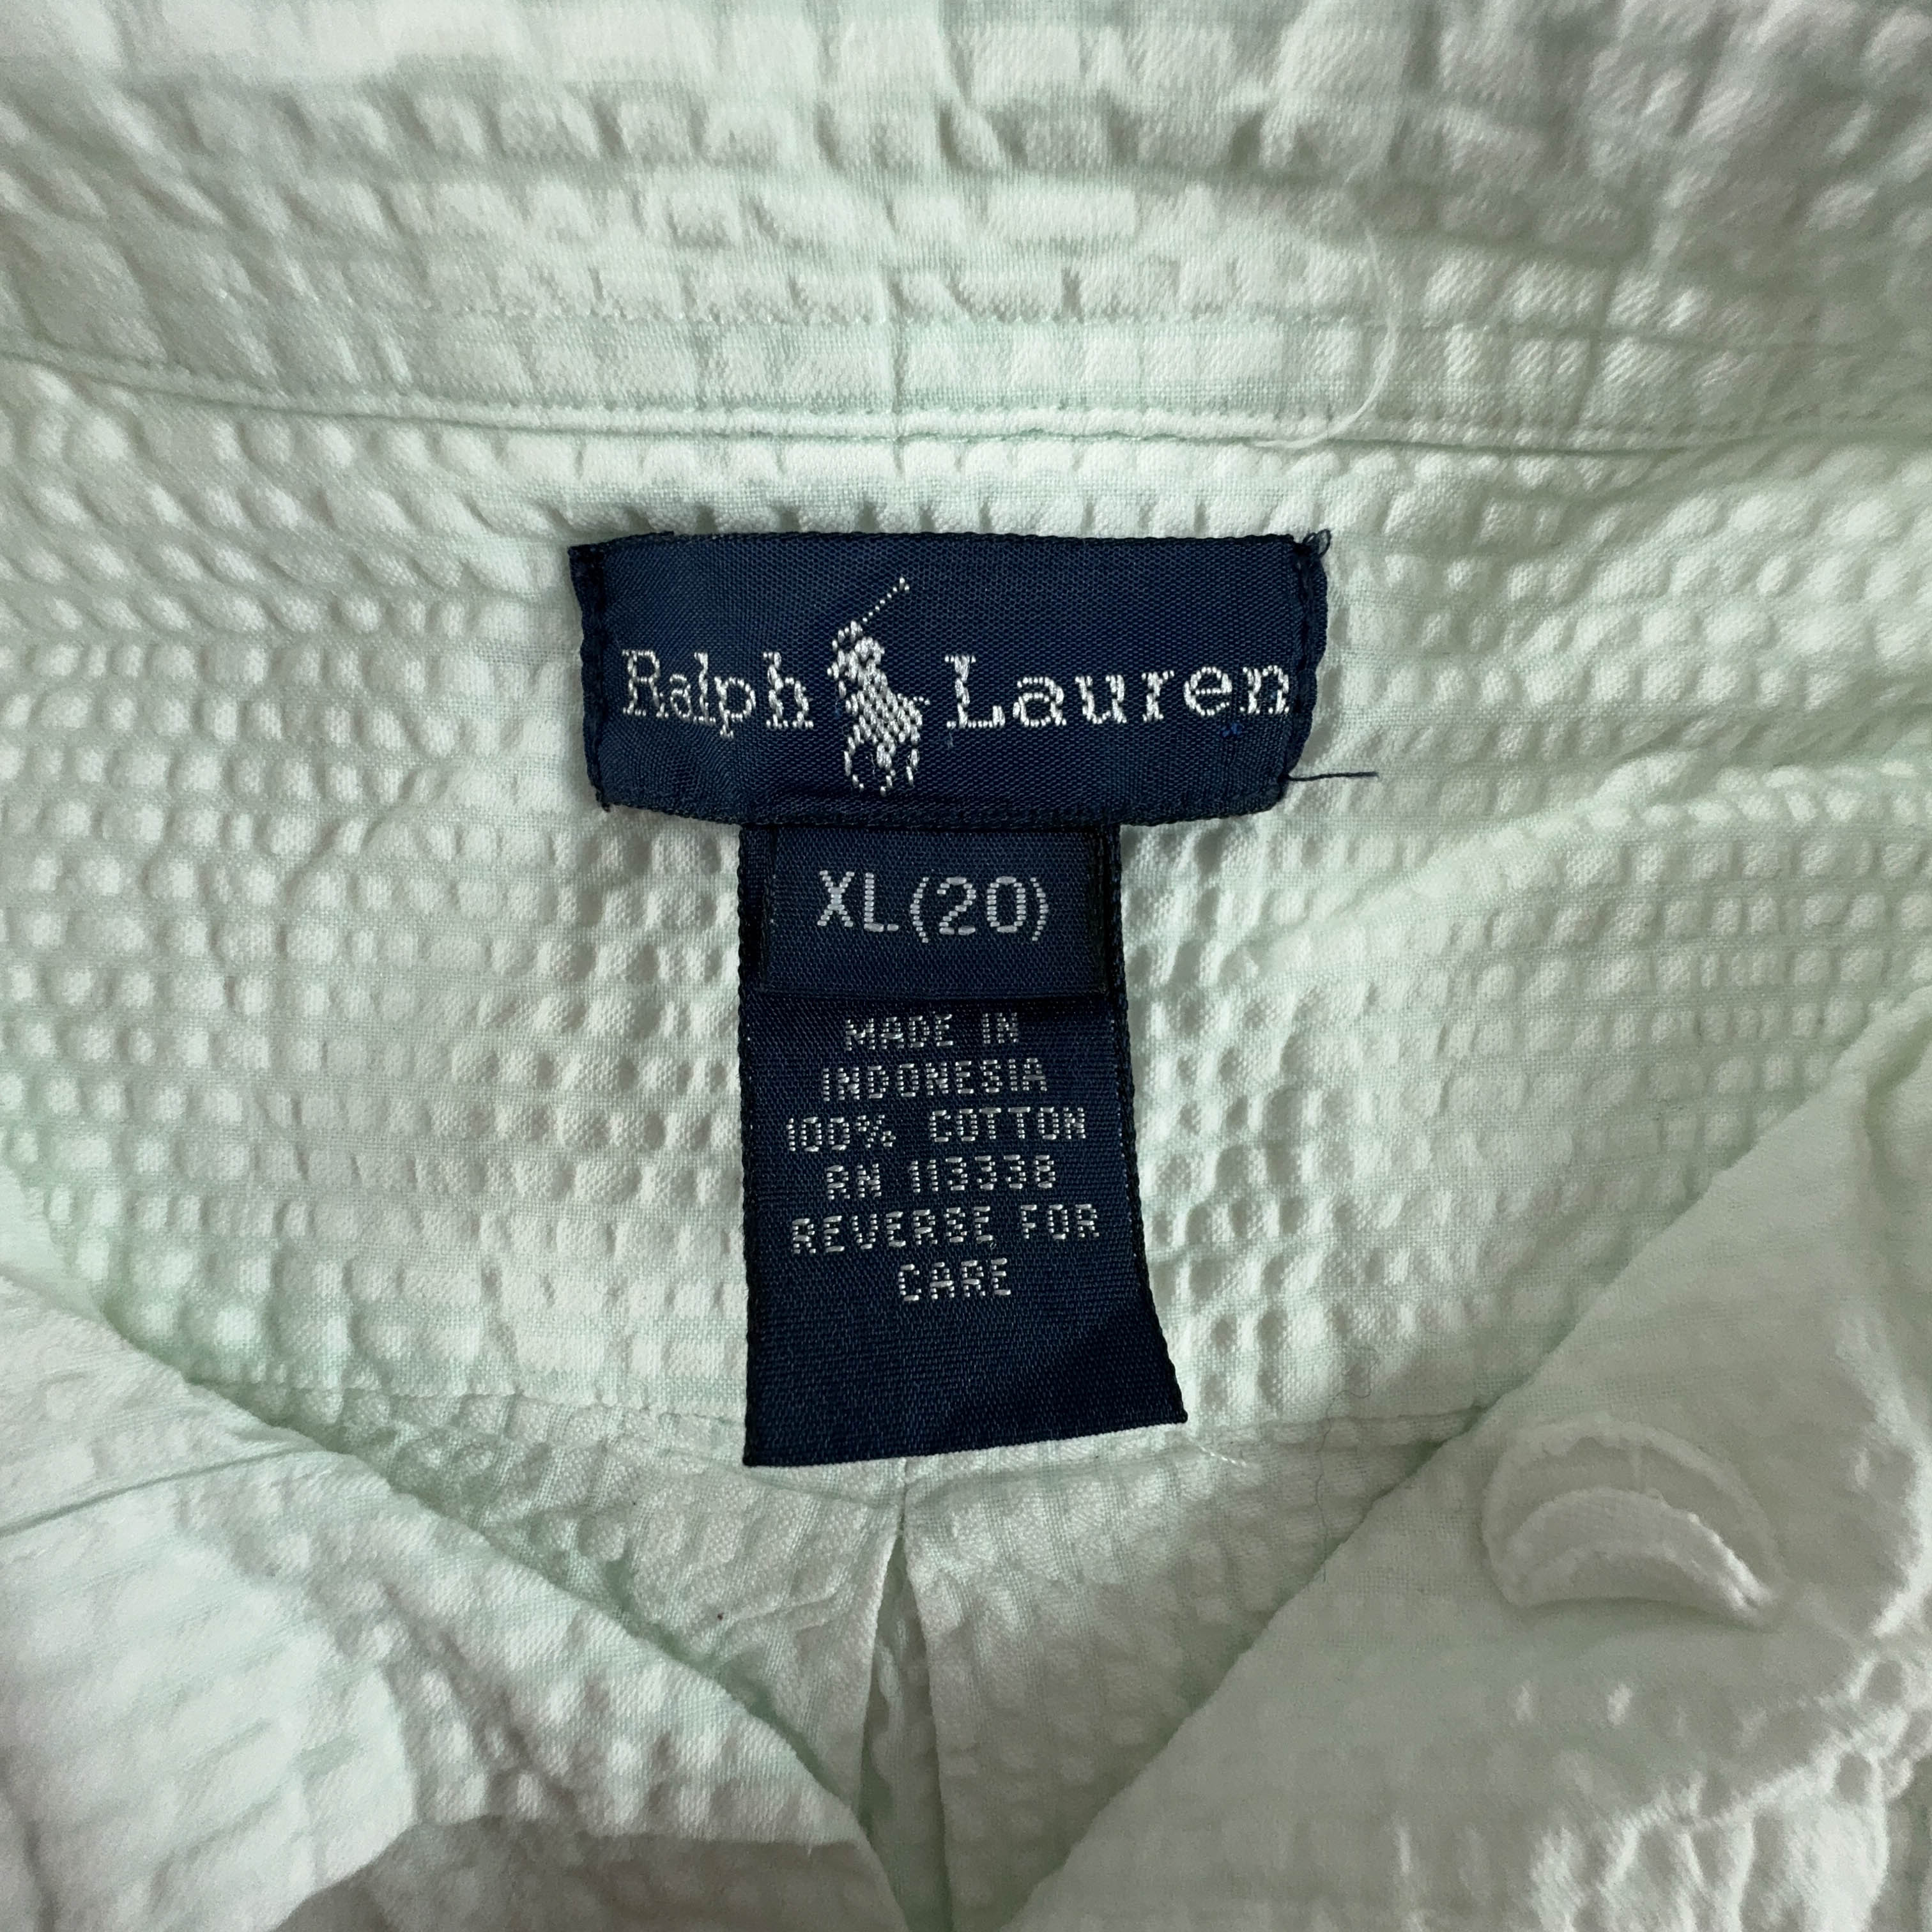 Ralph Lauren
XL(20)
MADE IN
INDONESIA
100% COTTON
RN 113338
REVERSE FOR
CARE